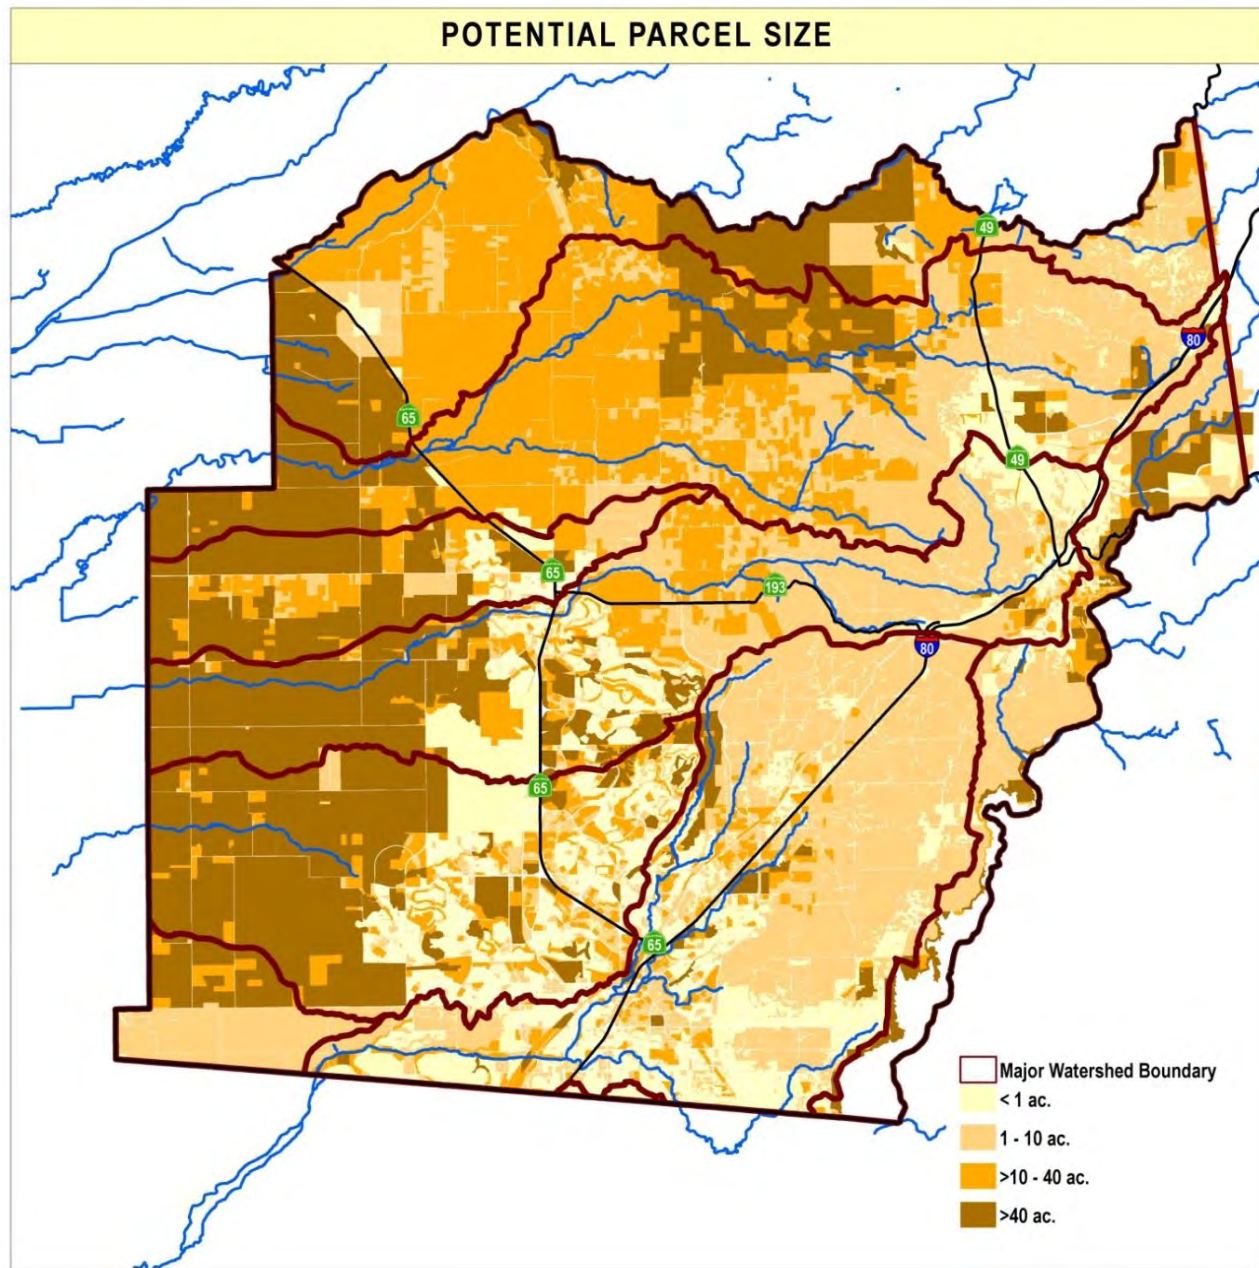 POTENTIAL PARCEL SIZE
49
80
65
49
65
193
80
65
65
Major Watershed Boundary
< 1 ac.
1 - 10 ac.
>10 - 40 ac.
>40 ac.